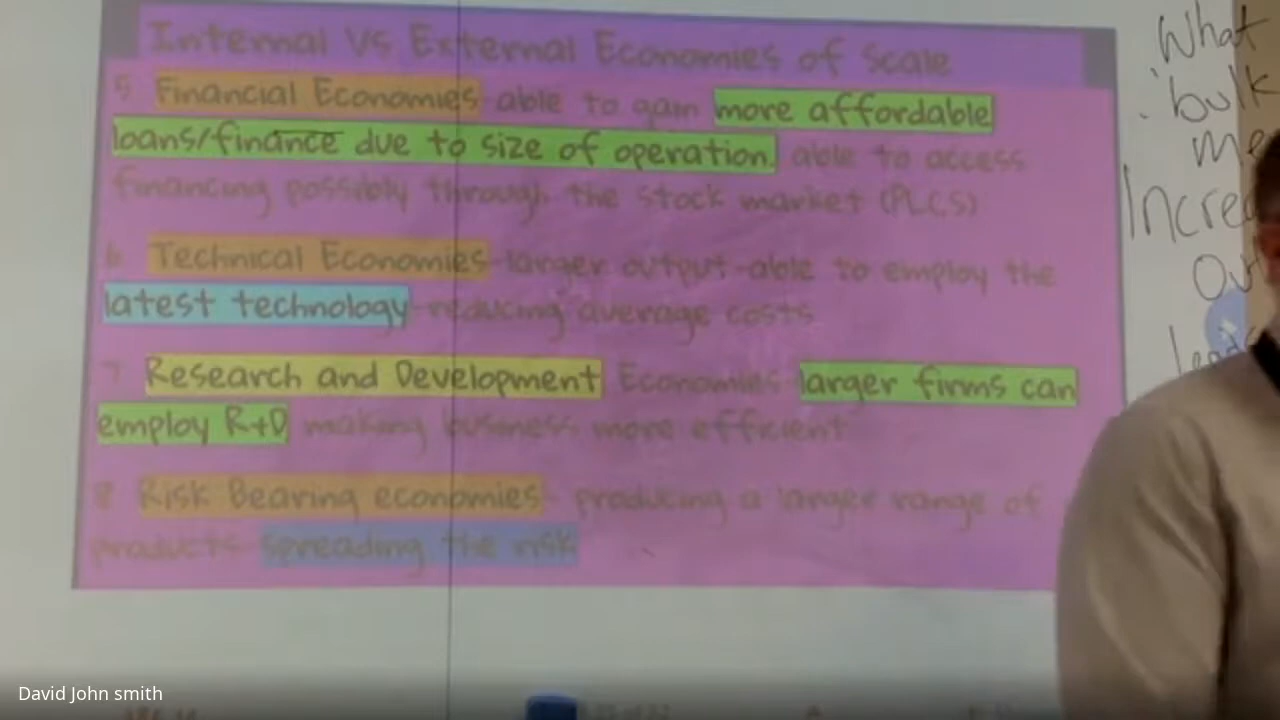 Internal Vs External Economies of Scale
5 Financial Economies-able to gain more affordable
loans/finance due to size of operation. able to access
financing possibly through the stock market (PLCS)
6 Technical Economies-larger output-able to employ the
latest technology-reducing average costs
7 Research and Development Economies larger firms can
employ R+D making business more efficient
8 Risk Bearing economies- producing a larger range of
products spreading the risk
What
bulk
me
Increa
Out
David John smith